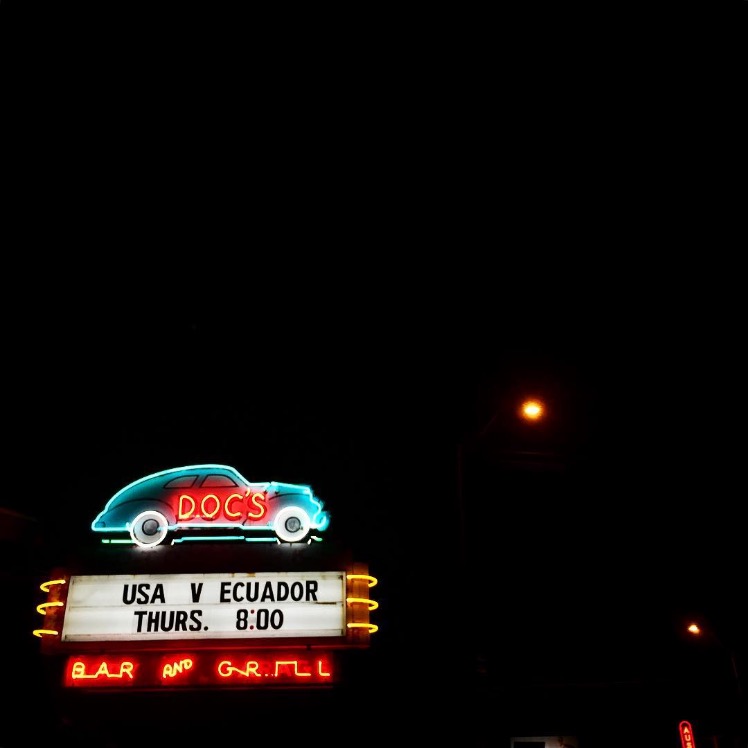 DOC'S
USA V ECUADOR
THURS. 8:00
BAR AND GRILL